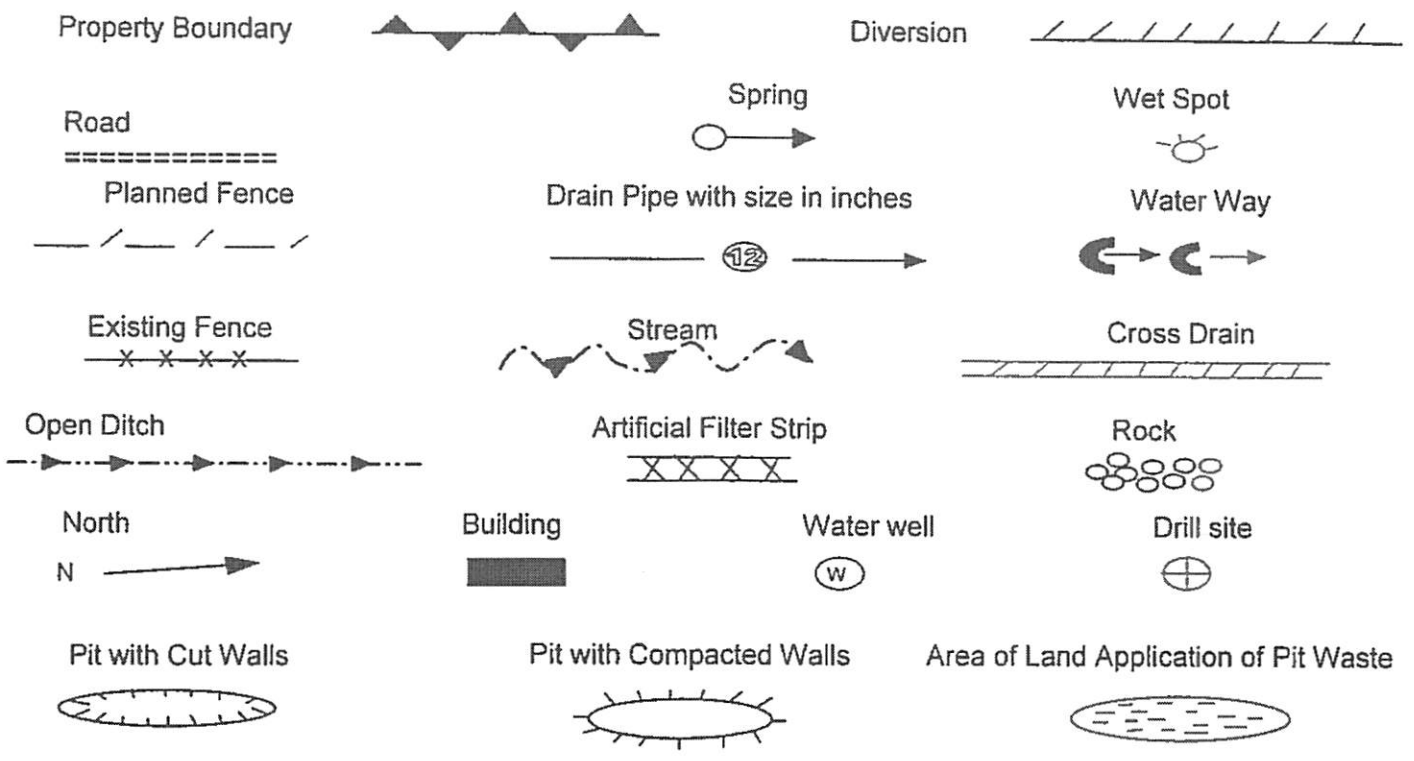 Property Boundary
Diversion
Spring
Wet Spot
Road
Planned Fence
Drain Pipe with size in inches
Water Way
12
Existing Fence
Stream
Cross Drain
Open Ditch
Artificial Filter Strip
Rock
North
Building
Water well
Drill site
N
W
Pit with Cut Walls
Pit with Compacted Walls
Area of Land Application of Pit Waste